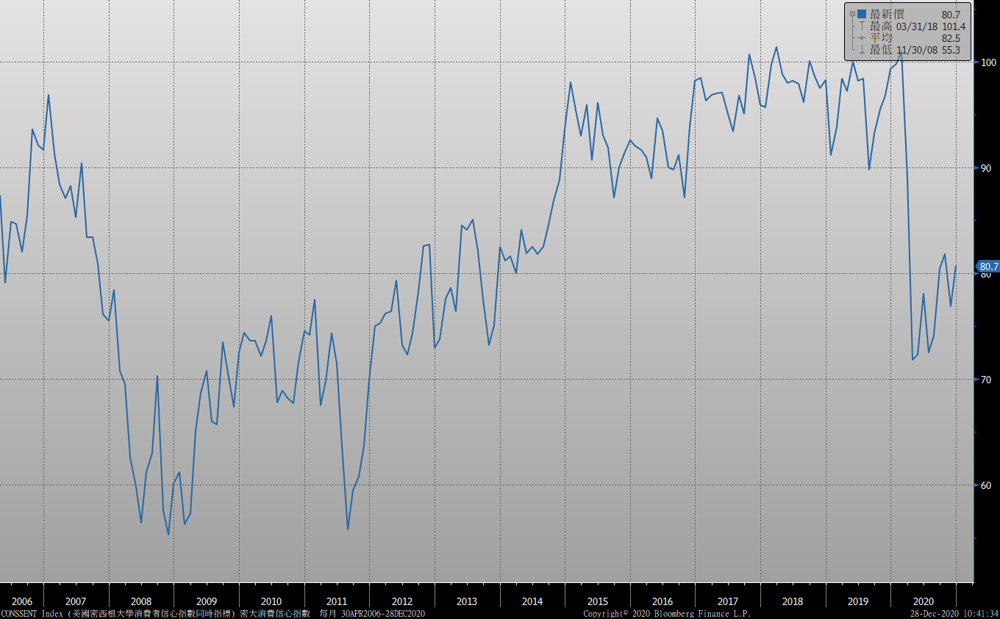 最新價 80.7
最高 03/31/18 101.4
平均 82.5
最低 11/30/08 55.3
100
90
80.7
80
70
60
2006 2007 2008 2009 2010 2011 2012 2013 2014 2015 2016 2017 2018 2019 2020
CONSSENT Index (美國密西根大學消費者信心指數同時指標) 密大消費信心指數 每月 30APR2006-28DEC2020 Copyright© 2020 Bloomberg Finance L.P. 28-Dec-2020 10:41:34